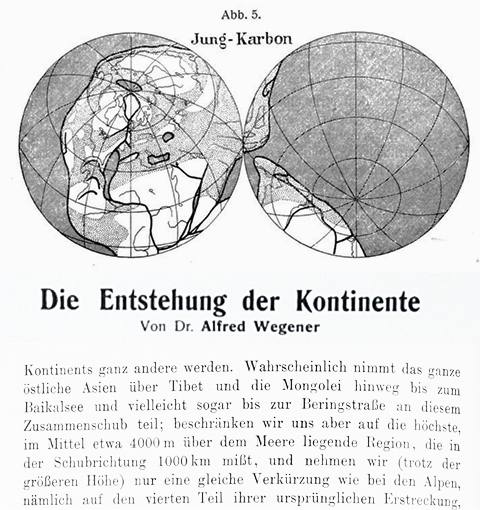 Abb. 5.
Jung-Karbon
Die Entstehung der Kontinente
Von Dr. Alfred Wegener
Kontinents ganz andere werden. Wahrscheinlich nimmt das ganze
östliche Asien über Tibet und die Mongolei hinweg bis zum
Baikalsee und vielleicht sogar bis zur Beringstraße an diesem
Zusammenschub teil; beschränken wir uns aber auf die höchste,
im Mittel etwa 4000 m über dem Meere liegende Region, die in
der Schubrichtung 1000 km mißt, und nehmen wir (trotz der
größeren Höhe) nur eine gleiche Verkürzung wie bei den Alpen,
nämlich auf den vierten Teil ihrer ursprünglichen Erstreckung,